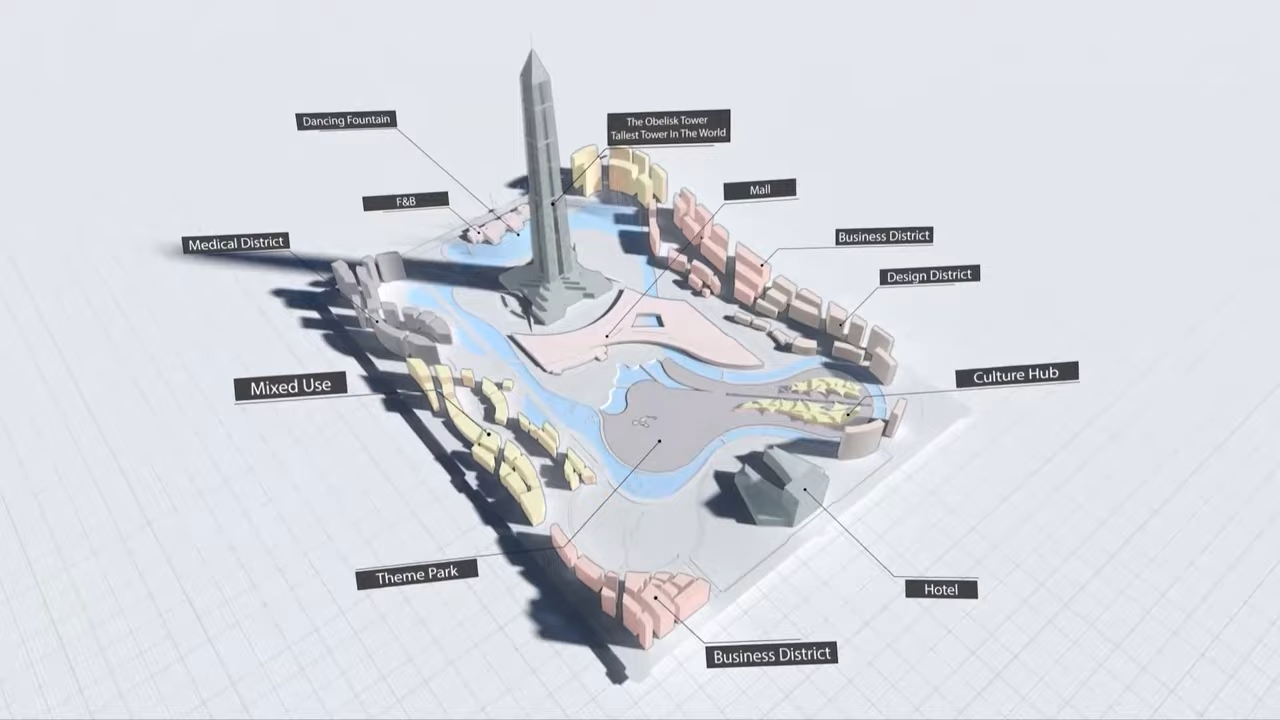 Dancing Fountain
The Obelisk Tower
Tallest Tower In The World
F&B
Mall
Medical District
Business District
Design District
Mixed Use
Culture Hub
Theme Park
Hotel
Business District